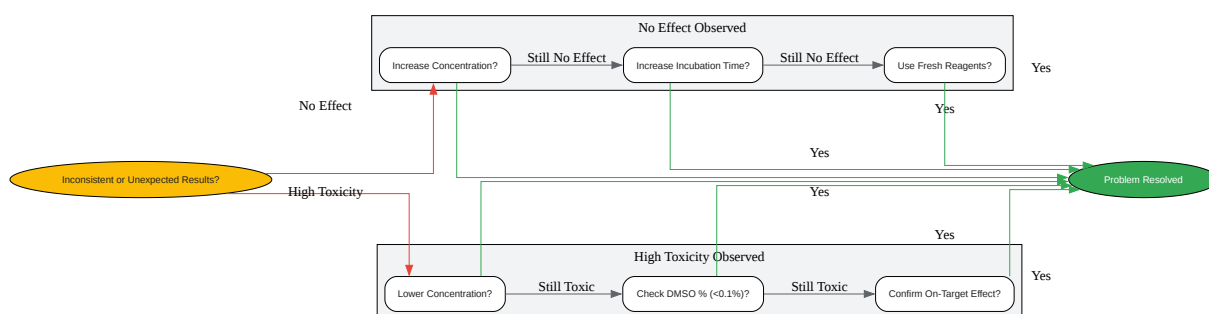 No Effect Observed
Increase Concentration?
Still No Effect
Increase Incubation Time?
Still No Effect
Use Fresh Reagents?
Yes
No Effect
Yes
Yes
Inconsistent or Unexpected Results?
Problem Resolved
High Toxicity
Yes
Yes
High Toxicity Observed
Yes
Lower Concentration?
Still Toxic
Check DMSO % (<0.1%)?
Still Toxic
Confirm On-Target Effect?